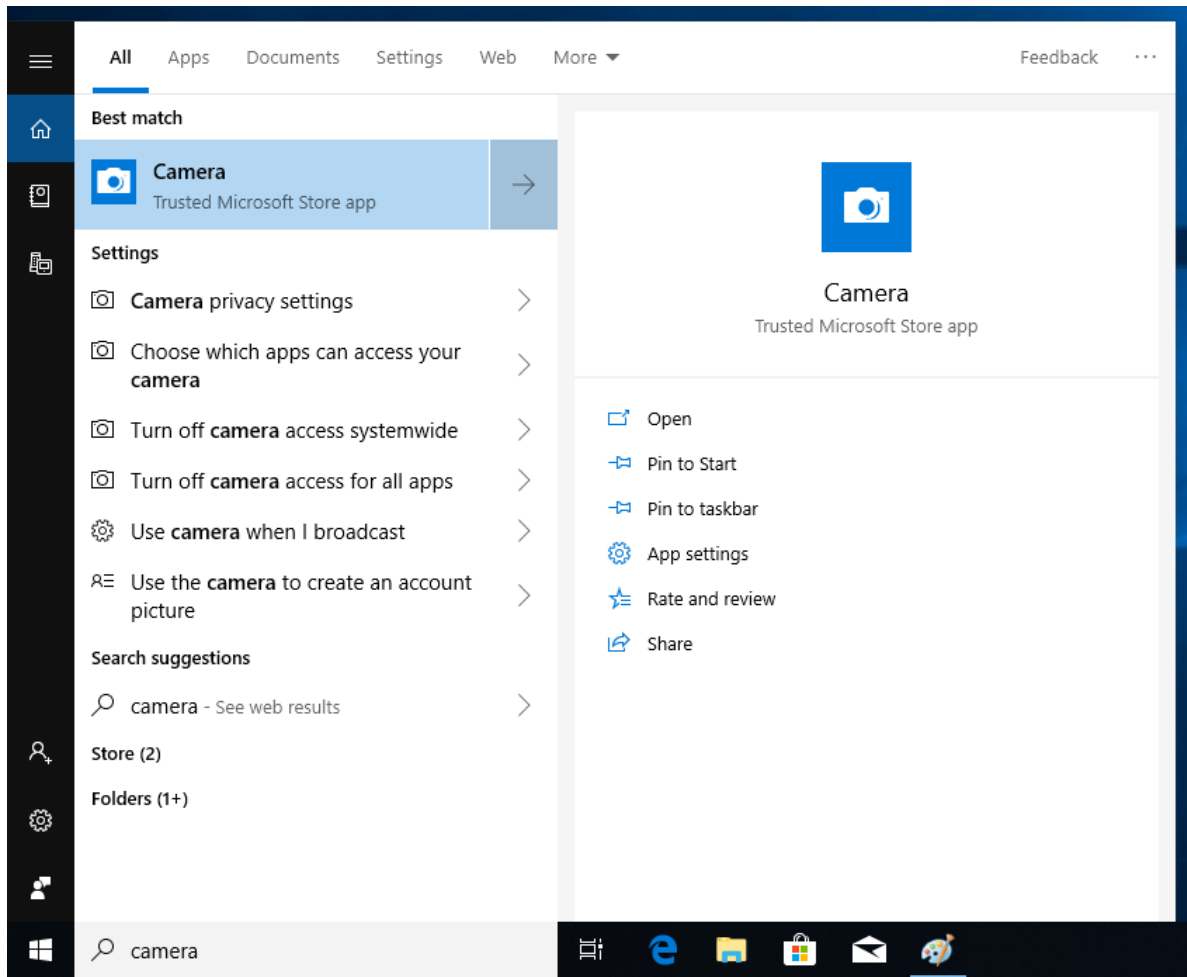 All Apps Documents Settings Web More Feedback ...
Best match
Camera
Trusted Microsoft Store app
Settings
Camera privacy settings
Choose which apps can access your
camera
Turn off camera access systemwide
Turn off camera access for all apps
Use camera when I broadcast
Use the camera to create an account
picture
Search suggestions
camera - See web results
Store (2)
Folders (1+)
camera
Camera
Trusted Microsoft Store app
Open
Pin to Start
Pin to taskbar
App settings
Rate and review
Share